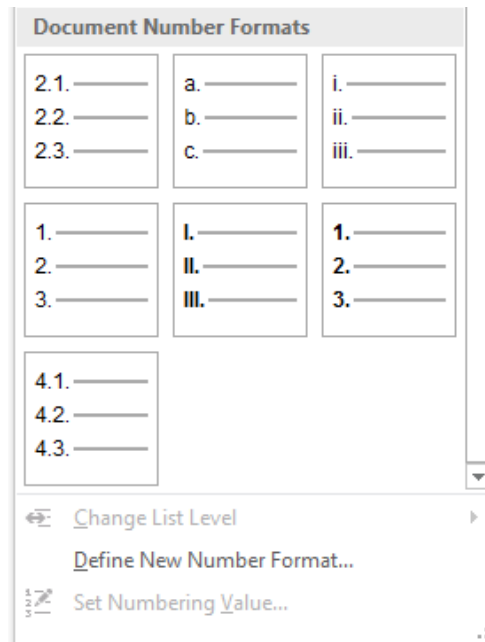 Document Number Formats
2.1. a. i.
2.2. b. ii.
2.3. c. iii.
1. I. 1.
2. II. 2.
3. III. 3.
4.1.
4.2.
4.3.
Change List Level
Define New Number Format...
Set Numbering Value...